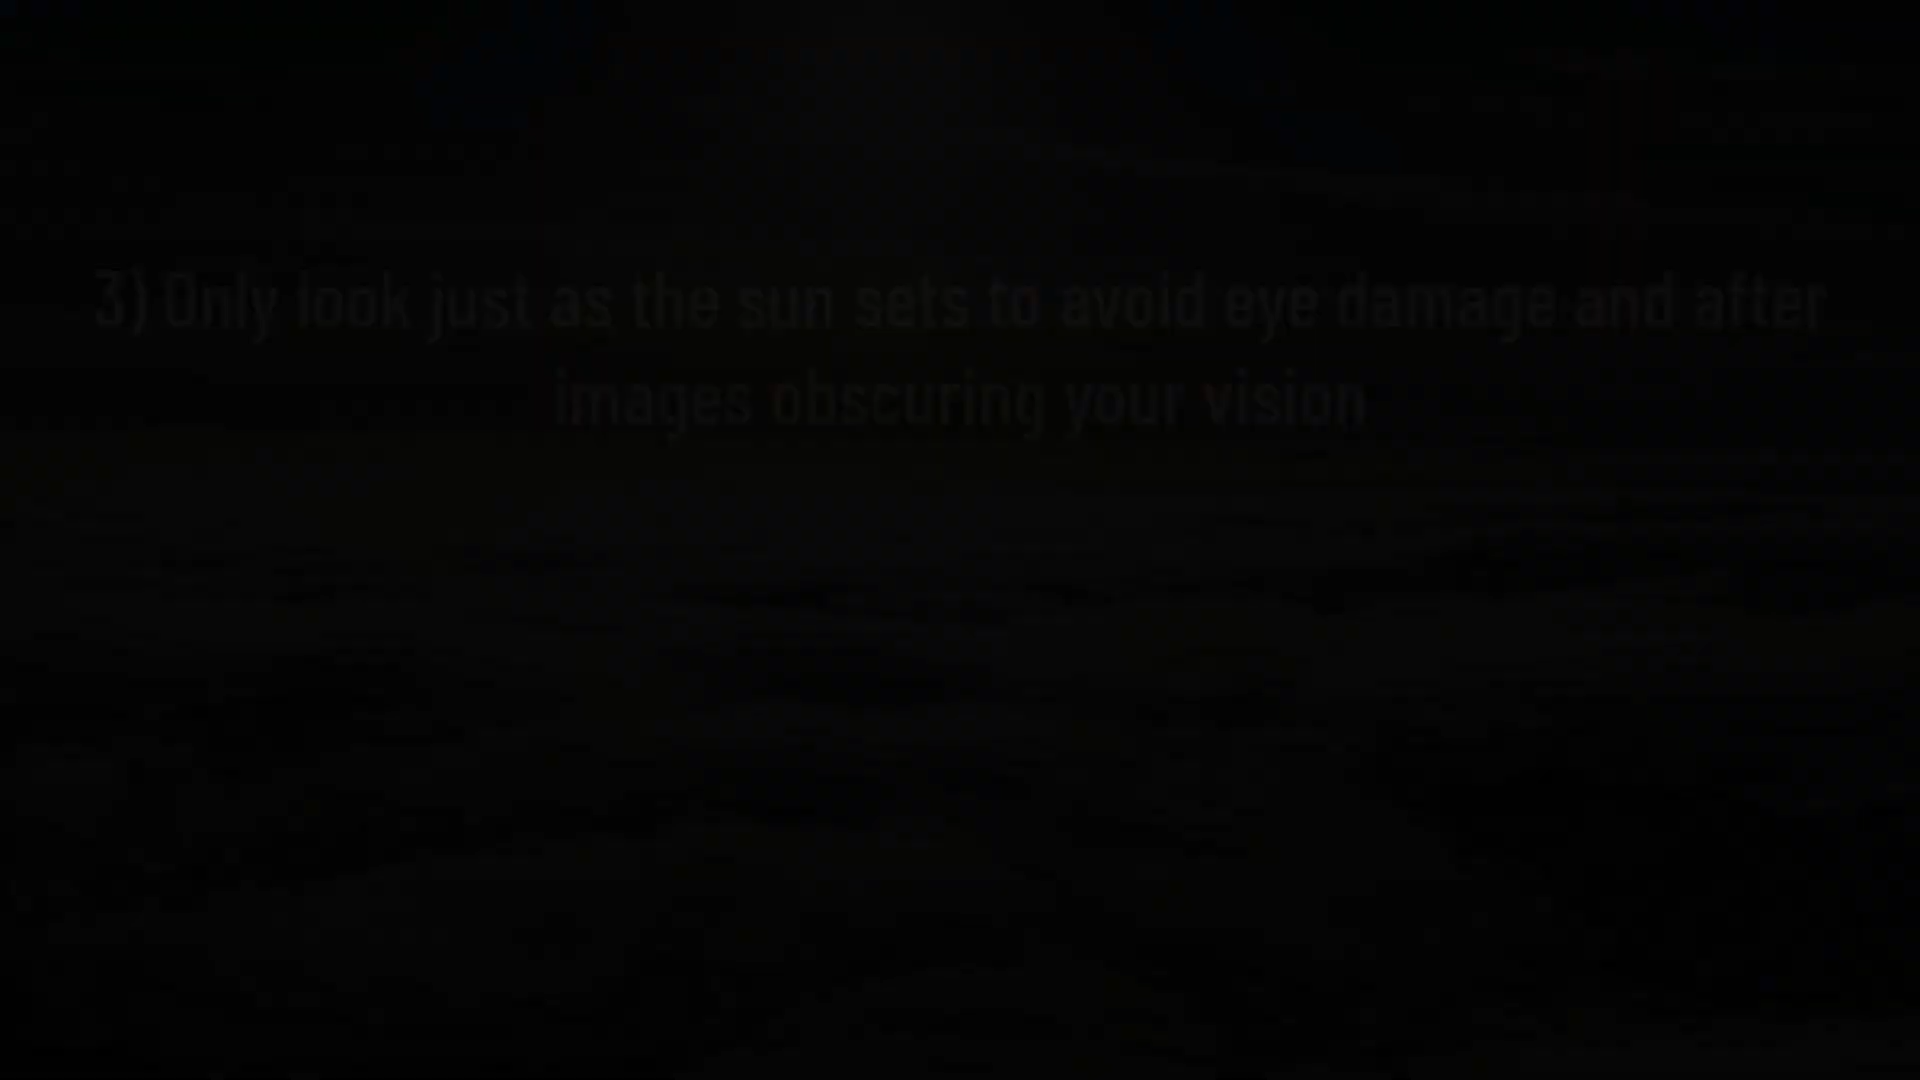 3) Only look just as the sun sets to avoid eye damage and after
images obscuring your vision